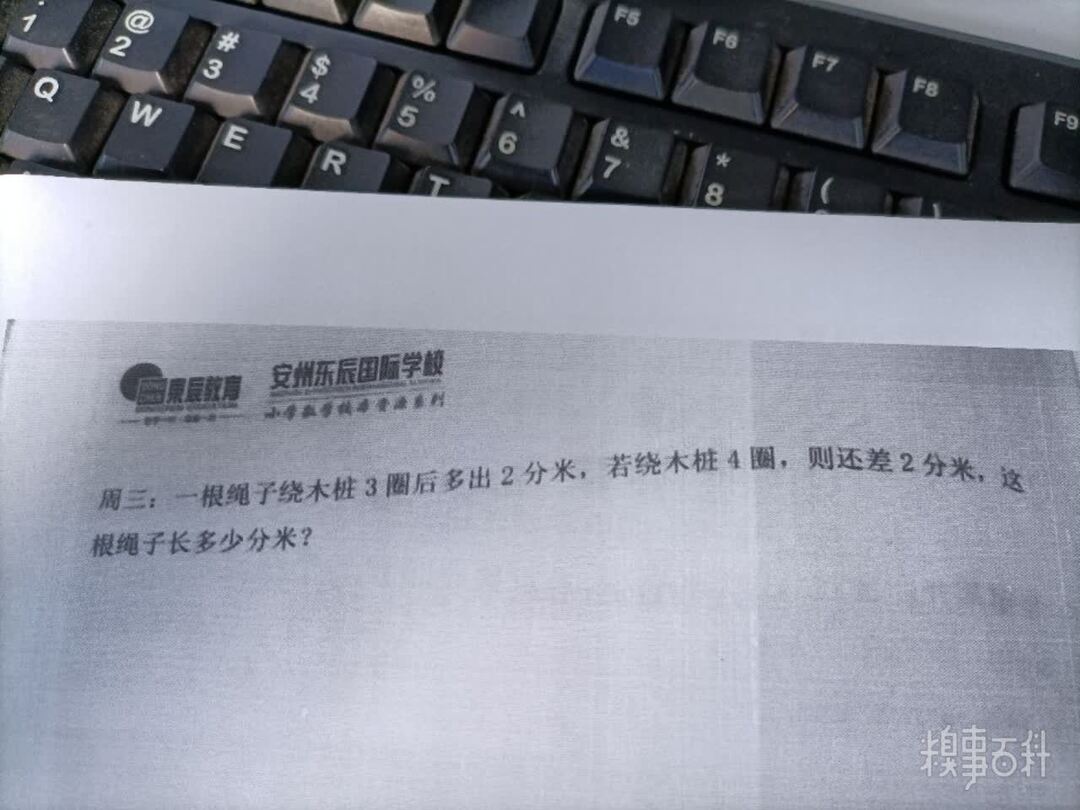 F5 F6 F7 F8 F9
1 @ 2 # 3 $ 4 % 5 ^ 6 & 7 * 8 (
Q W E R T
東辰教育 安州东辰国际学校
小学数学校本资源系列
周三：一根绳子绕木桩3圈后多出2分米，若绕木桩4圈，则还差2分米，这
根绳子长多少分米？
糗事百科